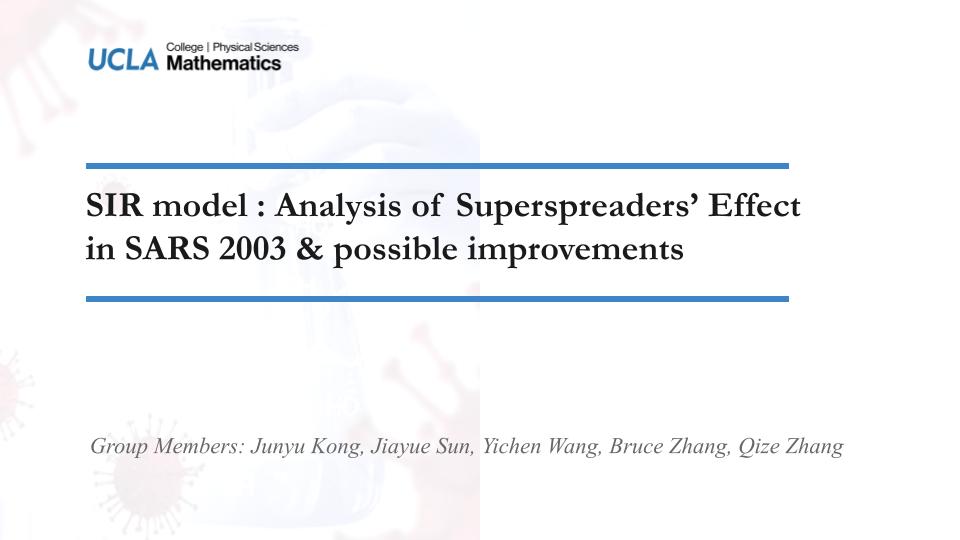 UCLA College | Physical Sciences
Mathematics
SIR model : Analysis of Superspreaders’ Effect
in SARS 2003 & possible improvements
Group Members: Junyu Kong, Jiayue Sun, Yichen Wang, Bruce Zhang, Qize Zhang